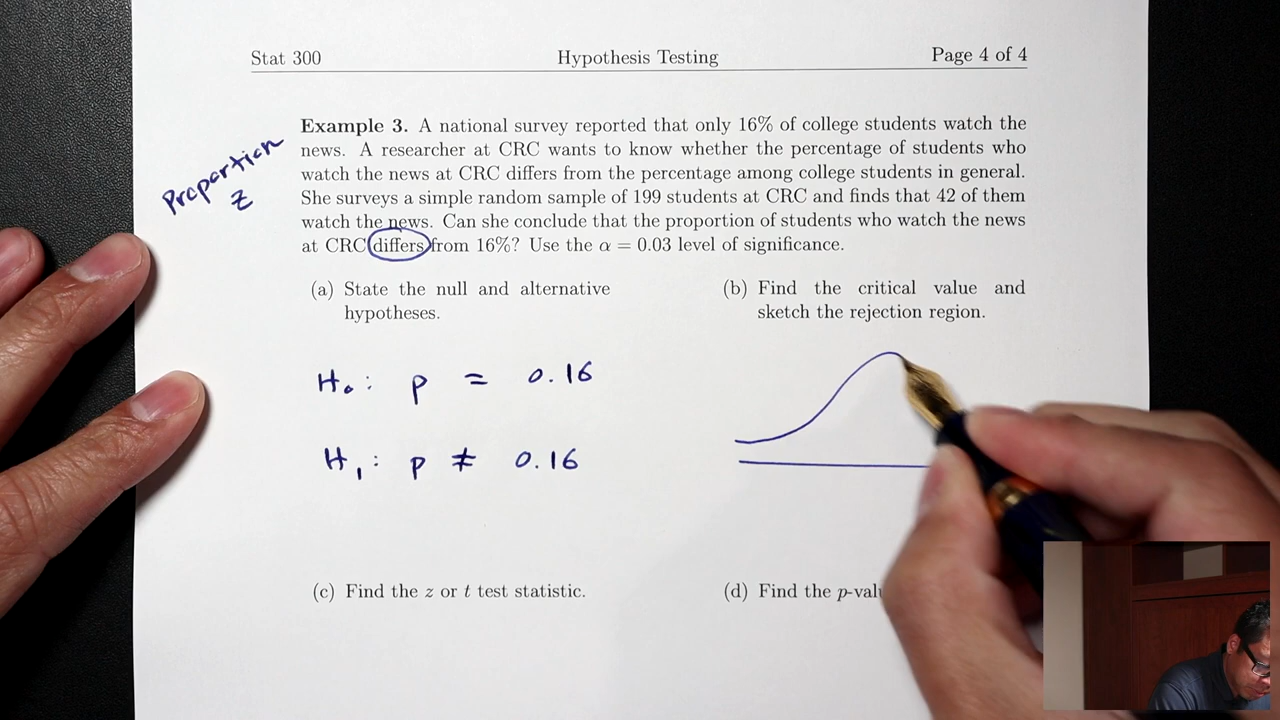 Stat 300 Hypothesis Testing Page 4 of 4
Proportion
z
Example 3. A national survey reported that only 16% of college students watch the
news. A researcher at CRC wants to know whether the percentage of students who
watch the news at CRC differs from the percentage among college students in general.
She surveys a simple random sample of 199 students at CRC and finds that 42 of them
watch the news. Can she conclude that the proportion of students who watch the news
at CRC differs from 16%? Use the α = 0.03 level of significance.
(a) State the null and alternative
hypotheses.
H₀: p = 0.16
H₁: p ≠ 0.16
(b) Find the critical value and
sketch the rejection region.
(c) Find the z or t test statistic.
(d) Find the